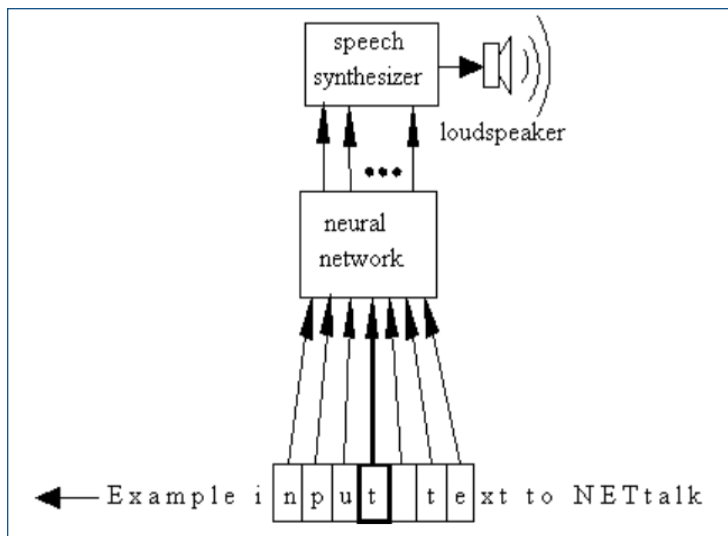 speech
synthesizer
loudspeaker
neural
network
Example input text to NETtalk